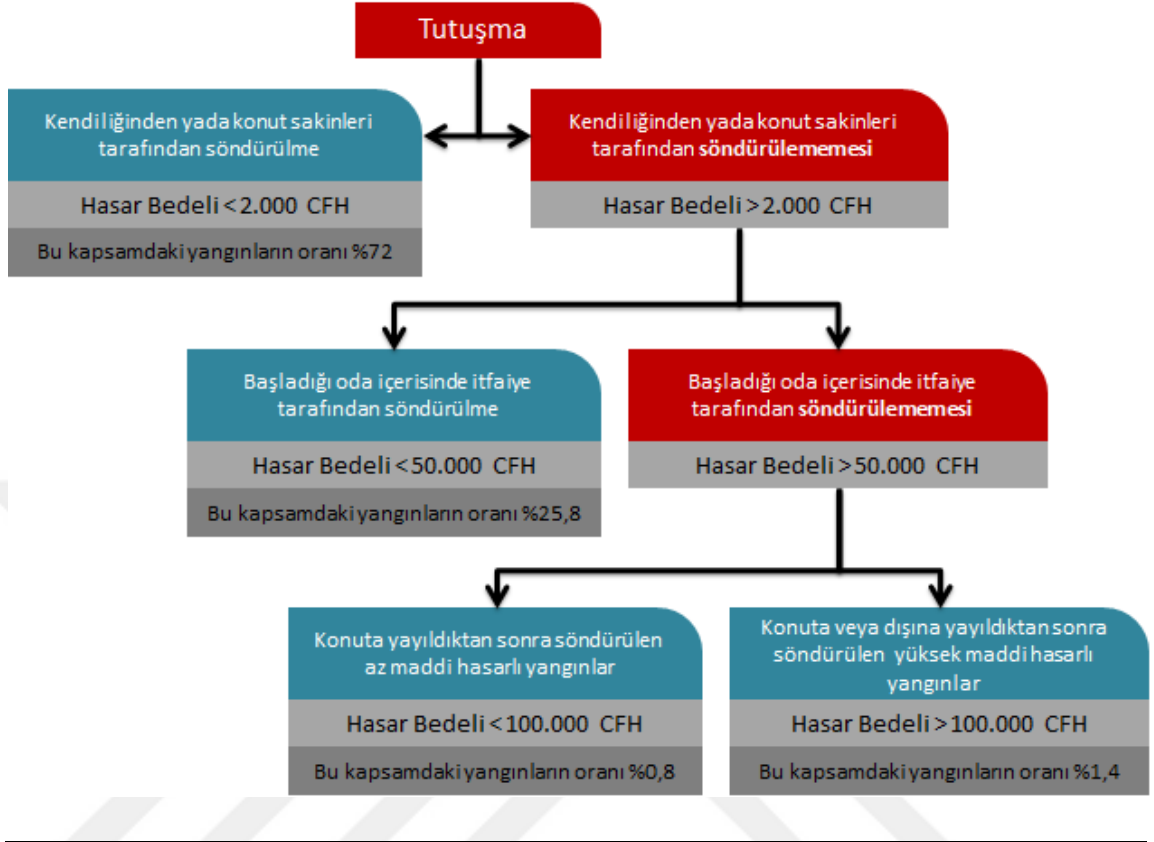 Tutuşma
Kendiliğinden yada konut sakinleri
tarafından söndürülme
Hasar Bedeli < 2.000 CFH
Bu kapsamdaki yangınların oranı %72
Kendiliğinden yada konut sakinleri
tarafından söndürülememesi
Hasar Bedeli > 2.000 CFH
Başladığı oda içerisinde itfaiye
tarafından söndürülme
Hasar Bedeli < 50.000 CFH
Bu kapsamdaki yangınların oranı %25,8
Başladığı oda içerisinde itfaiye
tarafından söndürülememesi
Hasar Bedeli > 50.000 CFH
Konuta yayıldıktan sonra söndürülen
az maddi hasarlı yangınlar
Hasar Bedeli < 100.000 CFH
Bu kapsamdaki yangınların oranı %0,8
Konuta veya dışına yayıldıktan sonra
söndürülen yüksek maddi hasarlı
yangınlar
Hasar Bedeli > 100.000 CFH
Bu kapsamdaki yangınların oranı %1,4